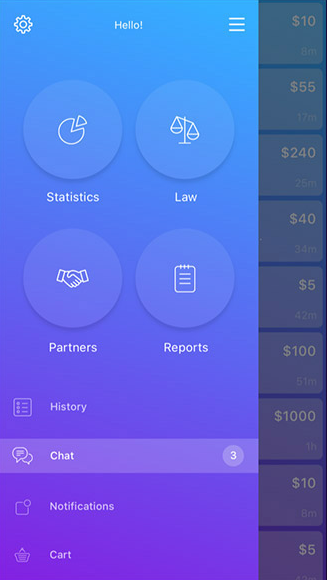 Hello!
$10
8m
$55
17m
Statistics
Law
$240
25m
$40
34m
$5
42m
Partners
Reports
$100
51m
History
$1000
1h
Chat
3
$10
8m
Notifications
Cart
$5